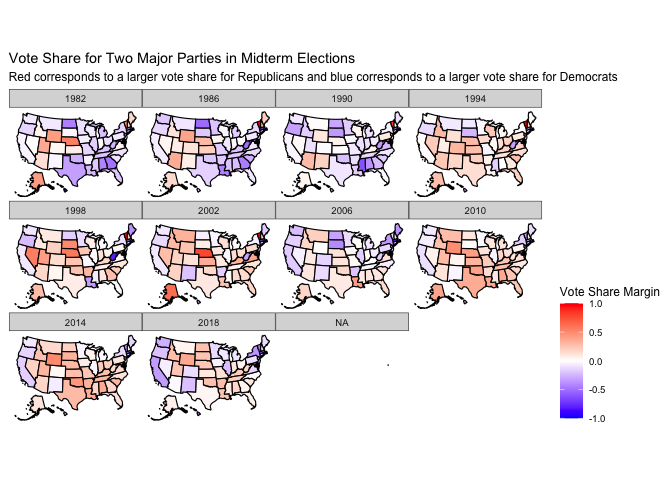 Vote Share for Two Major Parties in Midterm Elections
Red corresponds to a larger vote share for Republicans and blue corresponds to a larger vote share for Democrats
1982 1986 1990 1994
1998 2002 2006 2010
2014 2018 NA
Vote Share Margin
1.0
0.5
0.0
-0.5
-1.0